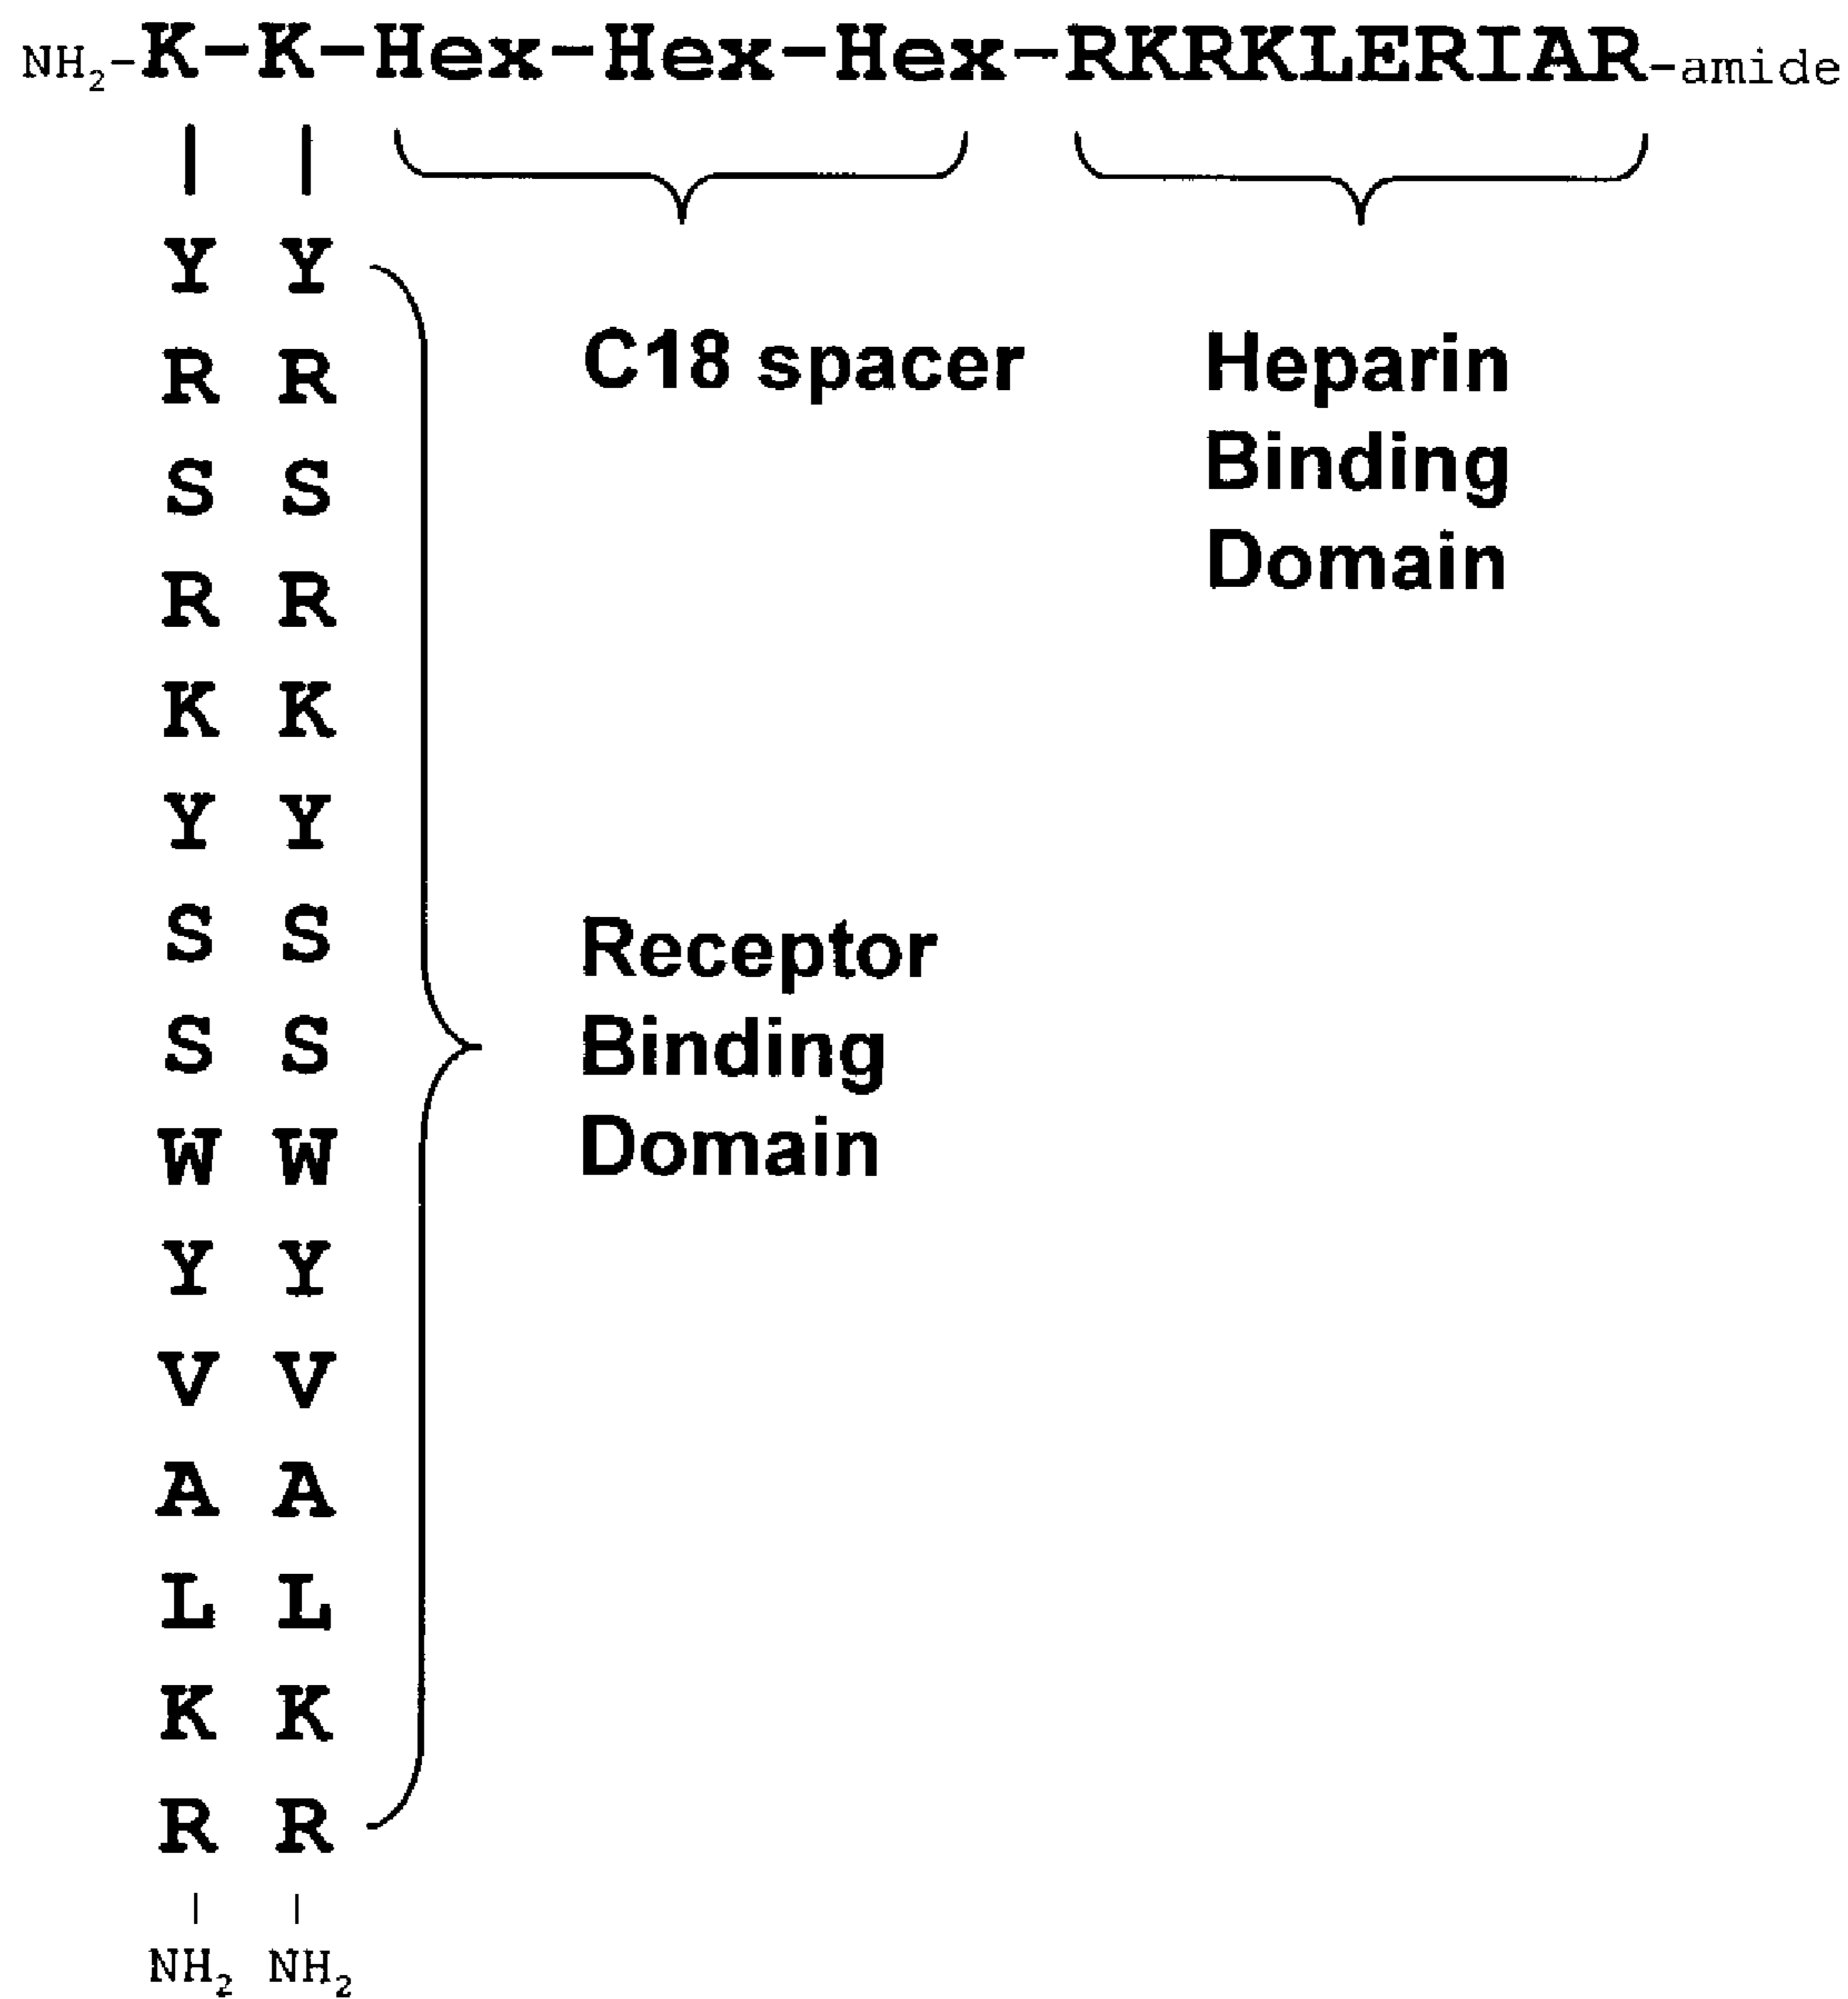 NH₂-K-K-Hex-Hex-Hex-RKRKLERIAR-amide
Y Y
R R
C18 spacer
Heparin
Binding
Domain
S S
R R
K K
Y Y
S S
Receptor
Binding
Domain
S S
W W
Y Y
V V
A A
L L
K K
R R
NH₂ NH₂